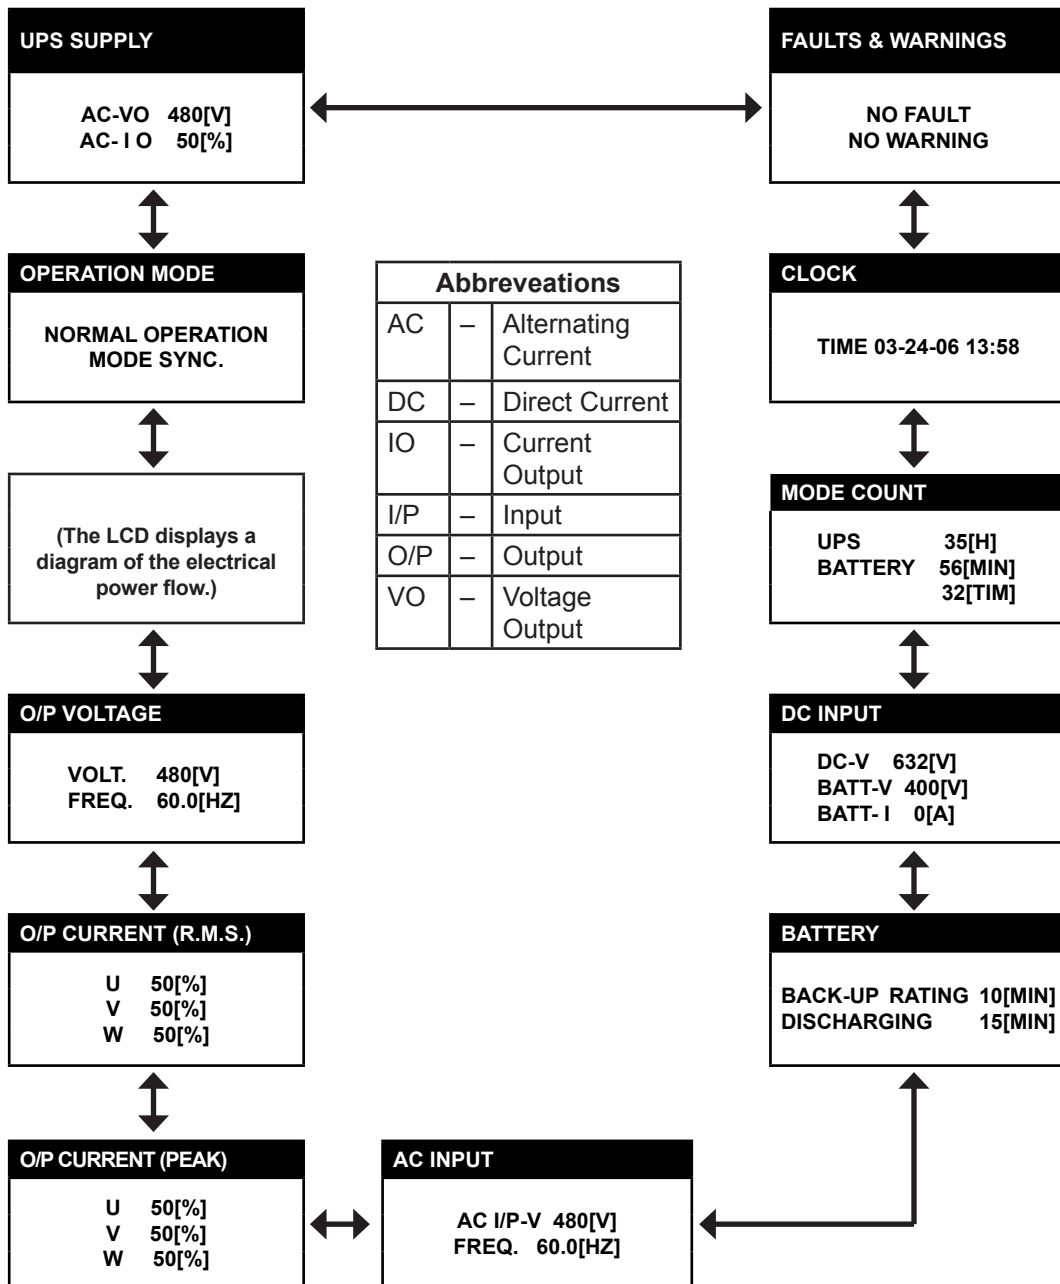 UPS SUPPLY
AC-VO 480[V]
AC- I O 50[%]
FAULTS & WARNINGS
NO FAULT
NO WARNING
OPERATION MODE
NORMAL OPERATION
MODE SYNC.
Abbreveations
AC – Alternating
Current
DC – Direct Current
IO – Current
Output
I/P – Input
O/P – Output
VO – Voltage
Output
CLOCK
TIME 03-24-06 13:58
(The LCD displays a
diagram of the electrical
power flow.)
MODE COUNT
UPS 35[H]
BATTERY 56[MIN]
32[TIM]
O/P VOLTAGE
VOLT. 480[V]
FREQ. 60.0[HZ]
DC INPUT
DC-V 632[V]
BATT-V 400[V]
BATT- I 0[A]
O/P CURRENT (R.M.S.)
U 50[%]
V 50[%]
W 50[%]
BATTERY
BACK-UP RATING 10[MIN]
DISCHARGING 15[MIN]
O/P CURRENT (PEAK)
U 50[%]
V 50[%]
W 50[%]
AC INPUT
AC I/P-V 480[V]
FREQ. 60.0[HZ]